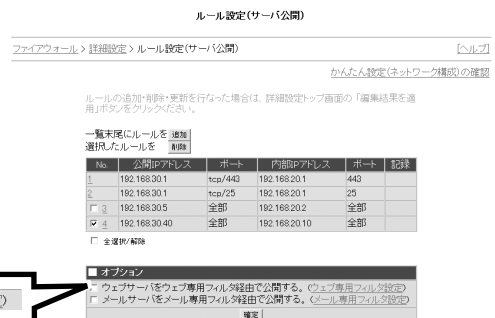 ルール設定(サーバ公開)
ファイアウォール > 詳細設定 > ルール設定(サーバ公開) [ヘルプ]
かんたん設定(ネットワーク構成)の確認
ルールの追加・削除・更新を行なった場合は、詳細設定トップ画面の「編集結果を適
用」ボタンをクリックください。
一覧末尾にルールを 追加
選択したルールを 削除
No. 公開IPアドレス ポート 内部IPアドレス ポート 記録
1 192.168.30.1 tcp/443 192.168.20.1 443
2 192.168.30.1 tcp/25 192.168.20.1 25
3 192.168.30.5 全部 192.168.20.2 全部
4 192.168.30.40 全部 192.168.20.10 全部
全選択/解除
■ オプション
ウェブサーバをウェブ専用フィルタ経由で公開する。(ウェブ専用フィルタ設定)
メールサーバをメール専用フィルタ経由で公開する。(メール専用フィルタ設定)
確定